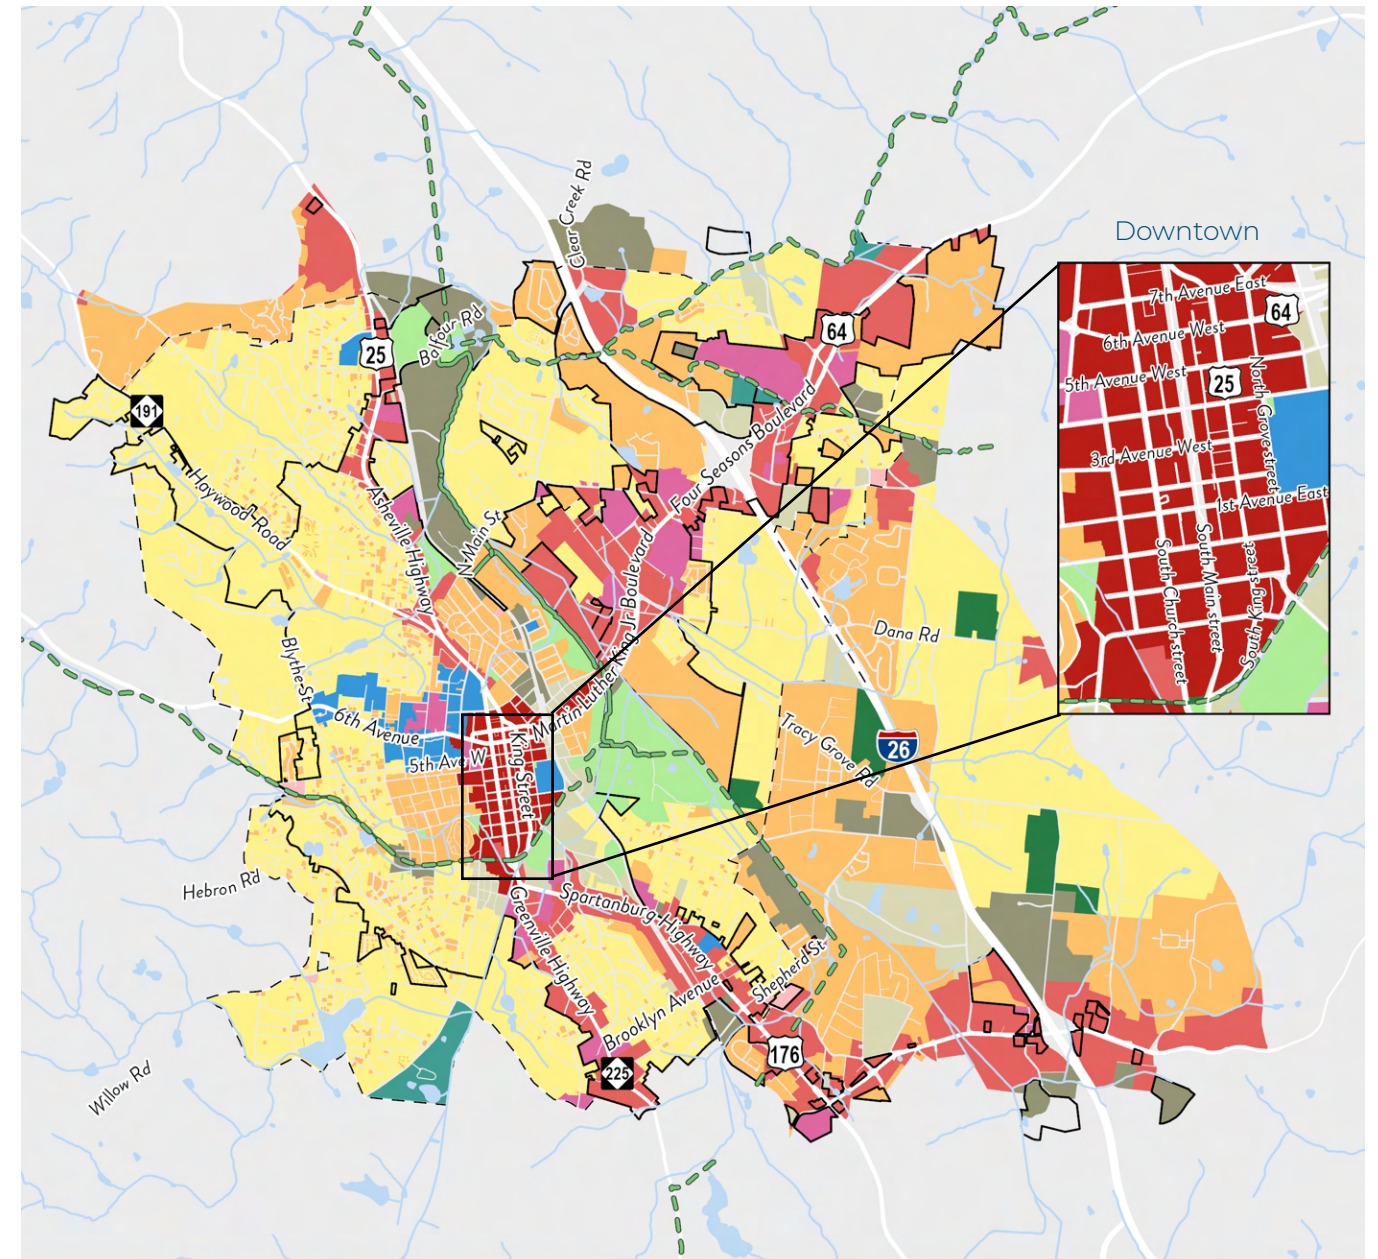 Clear Creek Rd
Downtown
7th Avenue East
64
6th Avenue West
5th Avenue West
25
North Grove street
3rd Avenue West
1st Avenue East
South Church street
South Main street
South King street
64
25
Balfour Rd
191
Haywood Road
Asheville Highway
N Main St
Four Seasons Boulevard
Martin Luther King Jr Boulevard
Dana Rd
Blythe St
6th Avenue
5th Ave W
King Street
Tracy Grove Rd
26
Hebron Rd
Spartanburg Highway
Greenville Highway
Shepherd St
Brooklyn Avenue
176
225
Willow Rd